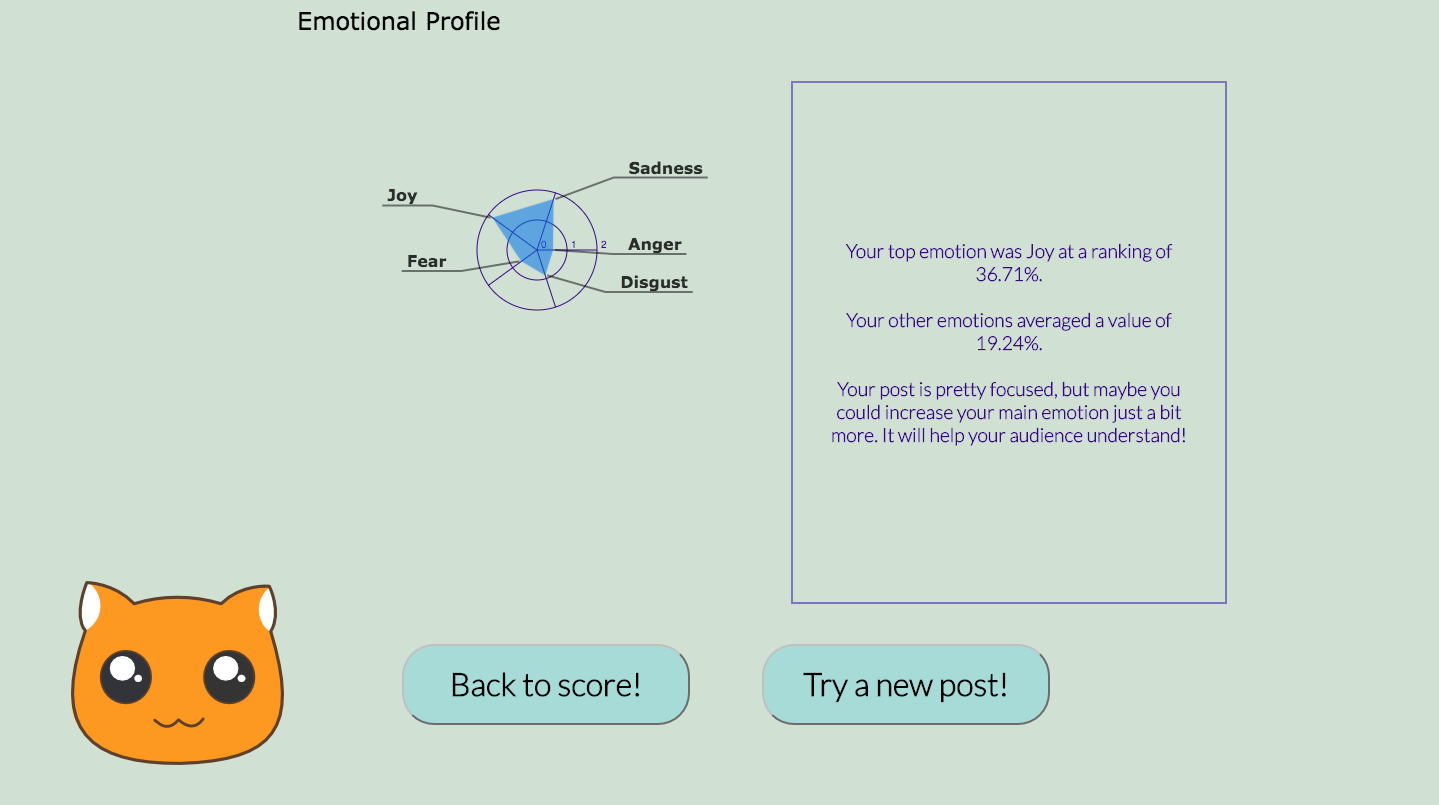 Emotional Profile
Sadness
Joy
0 1 2
Anger
Fear
Disgust
Your top emotion was Joy at a ranking of
36.71%.
Your other emotions averaged a value of
19.24%.
Your post is pretty focused, but maybe you
could increase your main emotion just a bit
more. It will help your audience understand!
Back to score!
Try a new post!